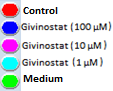 Control
Givinostat (100 µM)
Givinostat (10 µM)
Givinostat (1 µM)
Medium